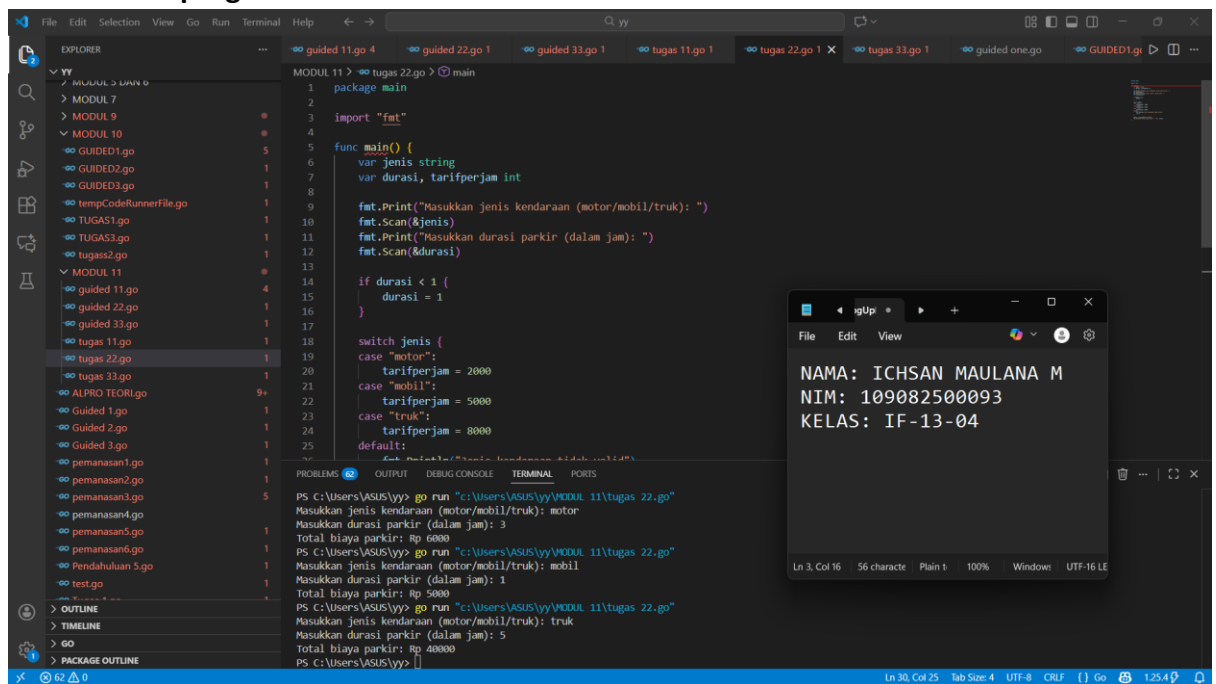 File Edit Selection View Go Run Terminal Help
yy
EXPLORER
guided 11.go 4
guided 22.go 1
guided 33.go 1
tugas 11.go 1
tugas 22.go 1
tugas 33.go 1
guided one.go
GUIDED1.go
YY
MODUL 5 DAN 6
MODUL 7
MODUL 9
MODUL 10
GUIDED1.go 5
GUIDED2.go 1
GUIDED3.go 1
tempCodeRunnerFile.go 1
TUGAS1.go 1
TUGAS3.go 1
tugass2.go 1
MODUL 11
guided 11.go 4
guided 22.go 1
guided 33.go 1
tugas 11.go 1
tugas 22.go 1
tugas 33.go 1
ALPRO TEORI.go 9+
Guided 1.go 1
Guided 2.go 1
Guided 3.go 1
pemanasan1.go 1
pemanasan2.go 1
pemanasan3.go 5
pemanasan4.go
pemanasan5.go 1
pemanasan6.go 1
Pendahuluan 5.go 1
test.go 1
OUTLINE
TIMELINE
GO
PACKAGE OUTLINE
MODUL 11 > tugas 22.go > main
1 package main
2
3 import "fmt"
4
5 func main() {
6 var jenis string
7 var durasi, tarifperjam int
8
9 fmt.Print("Masukkan jenis kendaraan (motor/mobil/truk): ")
10 fmt.Scan(&jenis)
11 fmt.Print("Masukkan durasi parkir (dalam jam): ")
12 fmt.Scan(&durasi)
13
14 if durasi < 1 {
15 durasi = 1
16 }
17
18 switch jenis {
19 case "motor":
20 tarifperjam = 2000
21 case "mobil":
22 tarifperjam = 5000
23 case "truk":
24 tarifperjam = 8000
25 default:
PROBLEMS 62 OUTPUT DEBUG CONSOLE TERMINAL PORTS
PS C:\Users\ASUS\yy> go run "c:\Users\ASUS\yy\MODUL 11\tugas 22.go"
Masukkan jenis kendaraan (motor/mobil/truk): motor
Masukkan durasi parkir (dalam jam): 3
Total biaya parkir: Rp 6000
PS C:\Users\ASUS\yy> go run "c:\Users\ASUS\yy\MODUL 11\tugas 22.go"
Masukkan jenis kendaraan (motor/mobil/truk): mobil
Masukkan durasi parkir (dalam jam): 1
Total biaya parkir: Rp 5000
PS C:\Users\ASUS\yy> go run "c:\Users\ASUS\yy\MODUL 11\tugas 22.go"
Masukkan jenis kendaraan (motor/mobil/truk): truk
Masukkan durasi parkir (dalam jam): 5
Total biaya parkir: Rp 40000
PS C:\Users\ASUS\yy>
File Edit View
NAMA: ICHSAN MAULANA M
NIM: 109082500093
KELAS: IF-13-04
Ln 3, Col 16 56 characte Plain t 100% Windows UTF-16 LE
62 0
Ln 30, Col 25 Tab Size: 4 UTF-8 CRLF {} Go 1.25.4